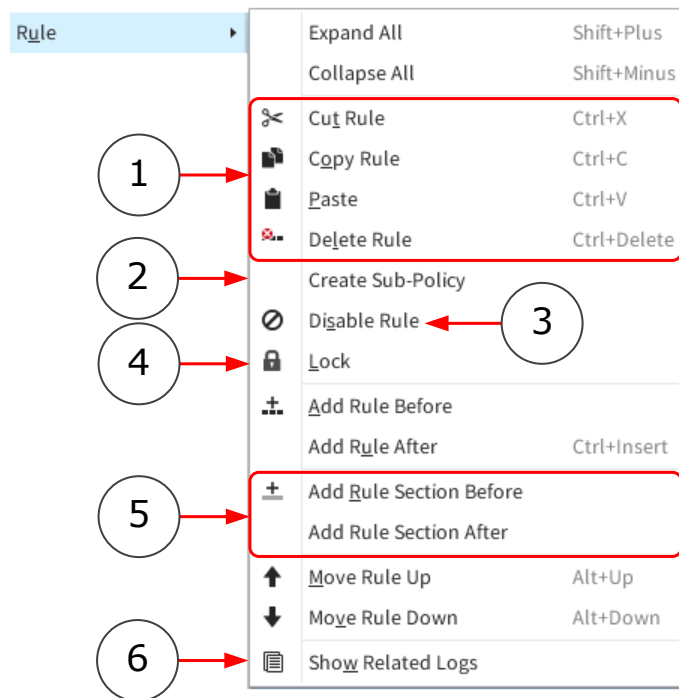 Rule
Expand All Shift+Plus
Collapse All Shift+Minus
Cut Rule Ctrl+X
Copy Rule Ctrl+C
1
Paste Ctrl+V
Delete Rule Ctrl+Delete
2
Create Sub-Policy
Disable Rule
3
4
Lock
Add Rule Before
Add Rule After Ctrl+Insert
Add Rule Section Before
5
Add Rule Section After
Move Rule Up Alt+Up
Move Rule Down Alt+Down
6
Show Related Logs